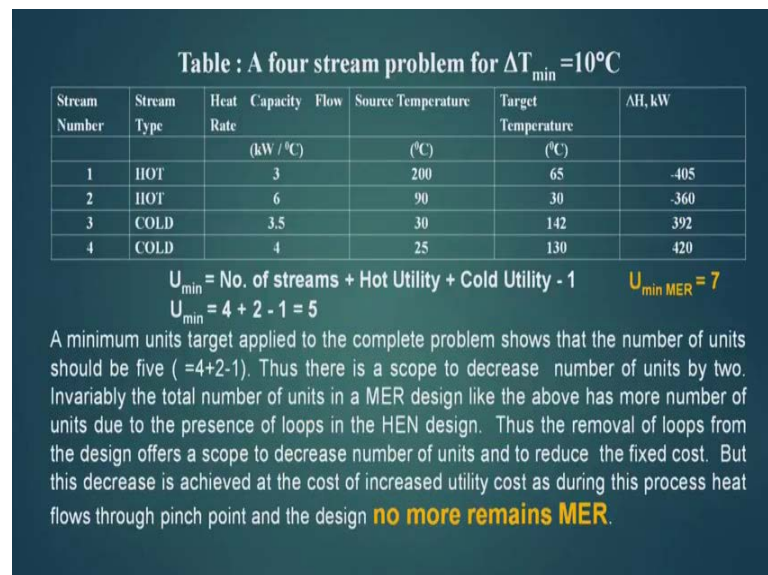 Table : A four stream problem for ΔTmin =10°C
Stream Number Stream Type Heat Capacity Flow Rate Source Temperature Target Temperature ΔH, kW
(kW / ⁰C) (⁰C) (⁰C)
1 HOT 3 200 65 -405
2 HOT 6 90 30 -360
3 COLD 3.5 30 142 392
4 COLD 4 25 130 420
Umin = No. of streams + Hot Utility + Cold Utility - 1 Umin MER = 7
Umin = 4 + 2 - 1 = 5
A minimum units target applied to the complete problem shows that the number of units
should be five ( =4+2-1). Thus there is a scope to decrease number of units by two.
Invariably the total number of units in a MER design like the above has more number of
units due to the presence of loops in the HEN design. Thus the removal of loops from
the design offers a scope to decrease number of units and to reduce the fixed cost. But
this decrease is achieved at the cost of increased utility cost as during this process heat
flows through pinch point and the design no more remains MER.